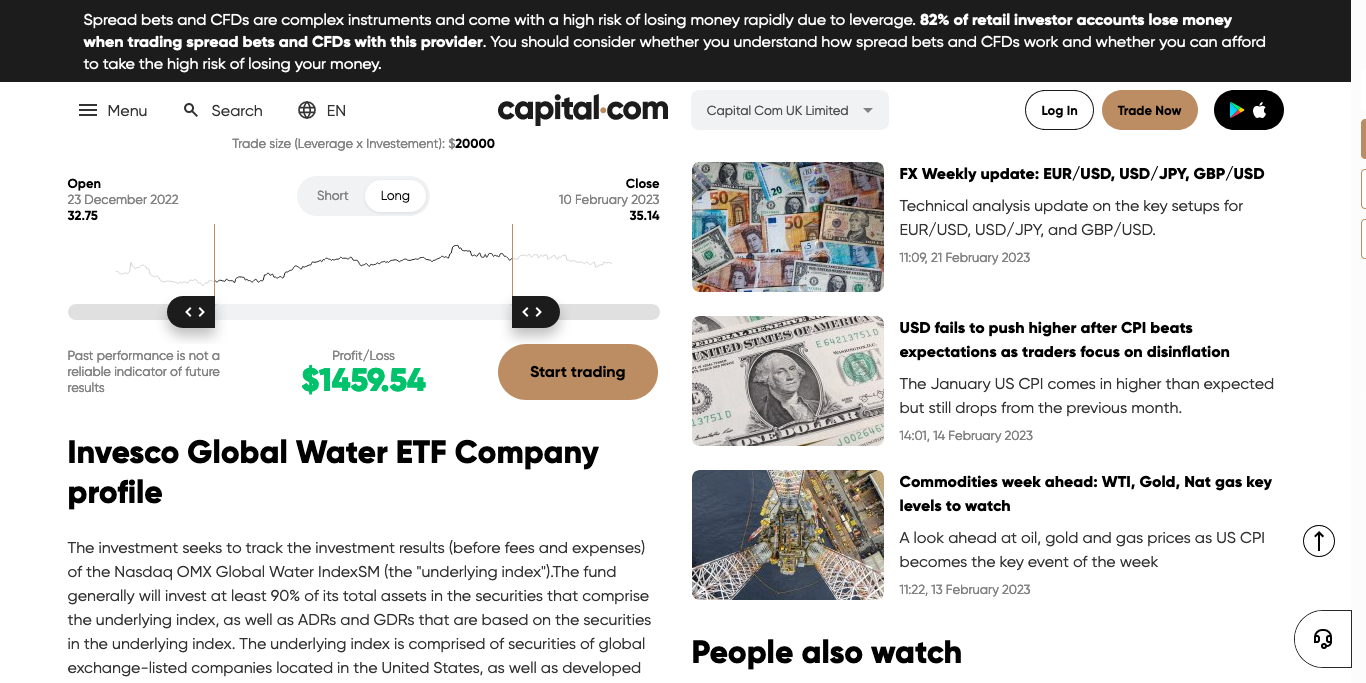 Spread bets and CFDs are complex instruments and come with a high risk of losing money rapidly due to leverage. 82% of retail investor accounts lose money
when trading spread bets and CFDs with this provider. You should consider whether you understand how spread bets and CFDs work and whether you can afford
to take the high risk of losing your money.
Menu
Search
EN
capital.com
Capital Com UK Limited
Log In
Trade Now
Trade size (Leverage x Investement): $20000
Open
23 December 2022
32.75
Short
Long
Close
10 February 2023
35.14
Past performance is not a
reliable indicator of future
results
Profit/Loss
$1459.54
Start trading
Invesco Global Water ETF Company
profile
The investment seeks to track the investment results (before fees and expenses)
of the Nasdaq OMX Global Water IndexSM (the "underlying index").The fund
generally will invest at least 90% of its total assets in the securities that comprise
the underlying index, as well as ADRs and GDRs that are based on the securities
in the underlying index. The underlying index is comprised of securities of global
exchange-listed companies located in the United States, as well as developed
FX Weekly update: EUR/USD, USD/JPY, GBP/USD
Technical analysis update on the key setups for
EUR/USD, USD/JPY, and GBP/USD.
11:09, 21 February 2023
USD fails to push higher after CPI beats
expectations as traders focus on disinflation
The January US CPI comes in higher than expected
but still drops from the previous month.
14:01, 14 February 2023
Commodities week ahead: WTI, Gold, Nat gas key
levels to watch
A look ahead at oil, gold and gas prices as US CPI
becomes the key event of the week
11:22, 13 February 2023
People also watch